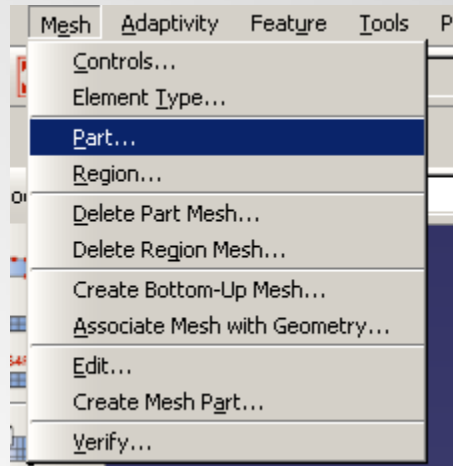 Mesh Adaptivity Feature Tools P
Controls...
Element Type...
Part...
Region...
Delete Part Mesh...
Delete Region Mesh...
Create Bottom-Up Mesh...
Associate Mesh with Geometry...
Edit...
Create Mesh Part...
Verify...